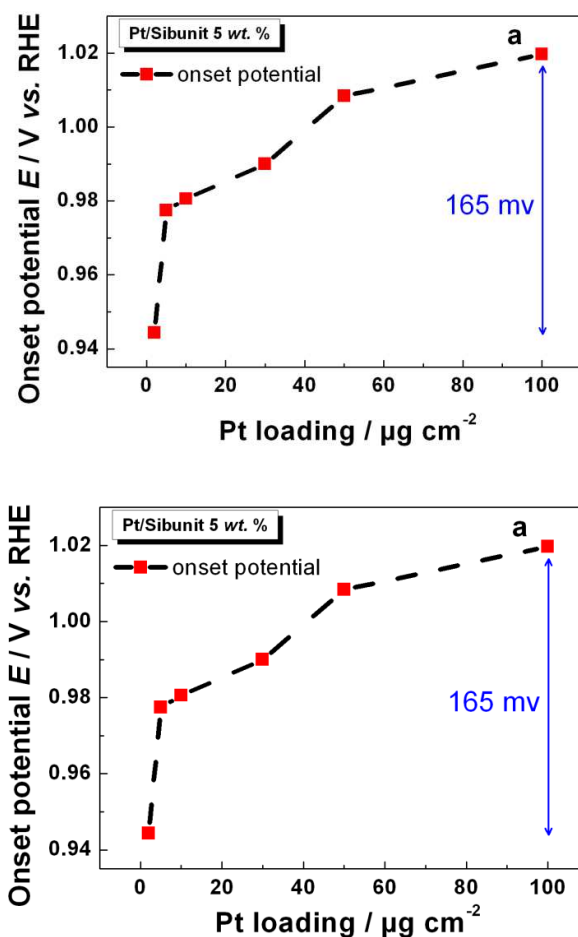 Pt/Sibunit 5 wt. %
onset potential
a
165 mv
1.02
1.00
0.98
0.96
0.94
Onset potential E / V vs. RHE
0 20 40 60 80 100
Pt loading / µg cm⁻²
Pt/Sibunit 5 wt. %
onset potential
a
165 mv
1.02
1.00
0.98
0.96
0.94
Onset potential E / V vs. RHE
0 20 40 60 80 100
Pt loading / µg cm⁻²